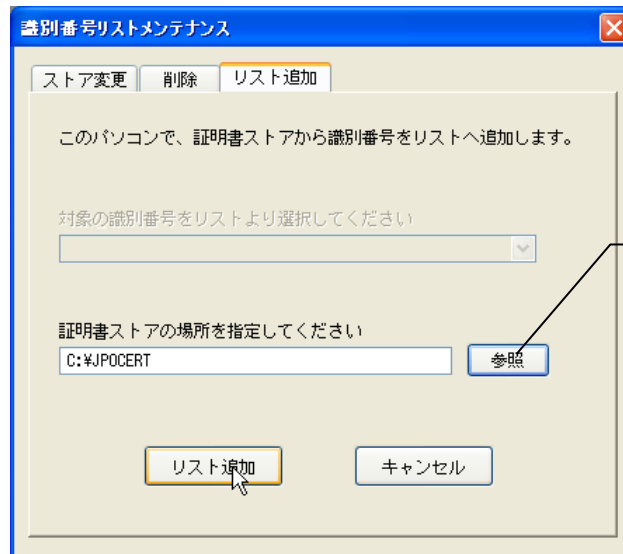 識別番号リストメンテナンス
ストア変更 削除 リスト追加
このパソコンで、証明書ストアから識別番号をリストへ追加します。
対象の識別番号をリストより選択してください
証明書ストアの場所を指定してください
C:¥JPOCERT 参照
リスト追加 キャンセル